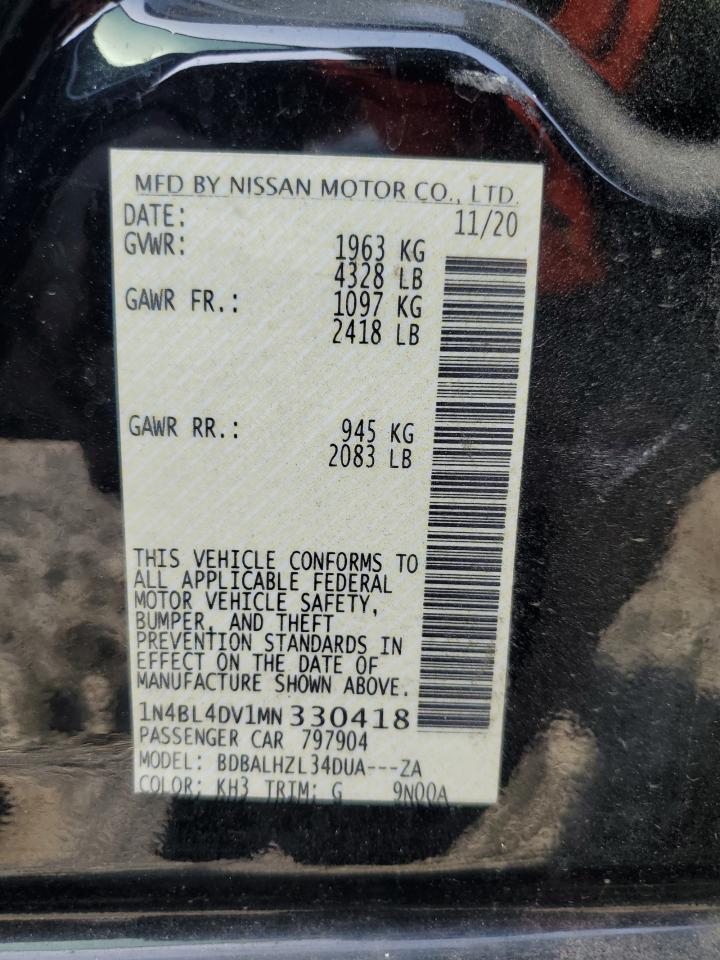 MFD BY NISSAN MOTOR CO., LTD.
DATE: 11/20
GVWR: 1963 KG
4328 LB
GAWR FR.: 1097 KG
2418 LB
GAWR RR.: 945 KG
2083 LB
THIS VEHICLE CONFORMS TO
ALL APPLICABLE FEDERAL
MOTOR VEHICLE SAFETY,
BUMPER, AND THEFT
PREVENTION STANDARDS IN
EFFECT ON THE DATE OF
MANUFACTURE SHOWN ABOVE.
1N4BL4DV1MN 330418
PASSENGER CAR 797904
MODEL: BDBALHZL34DUA---ZA
COLOR: KH3 TRIM: G 9N00A